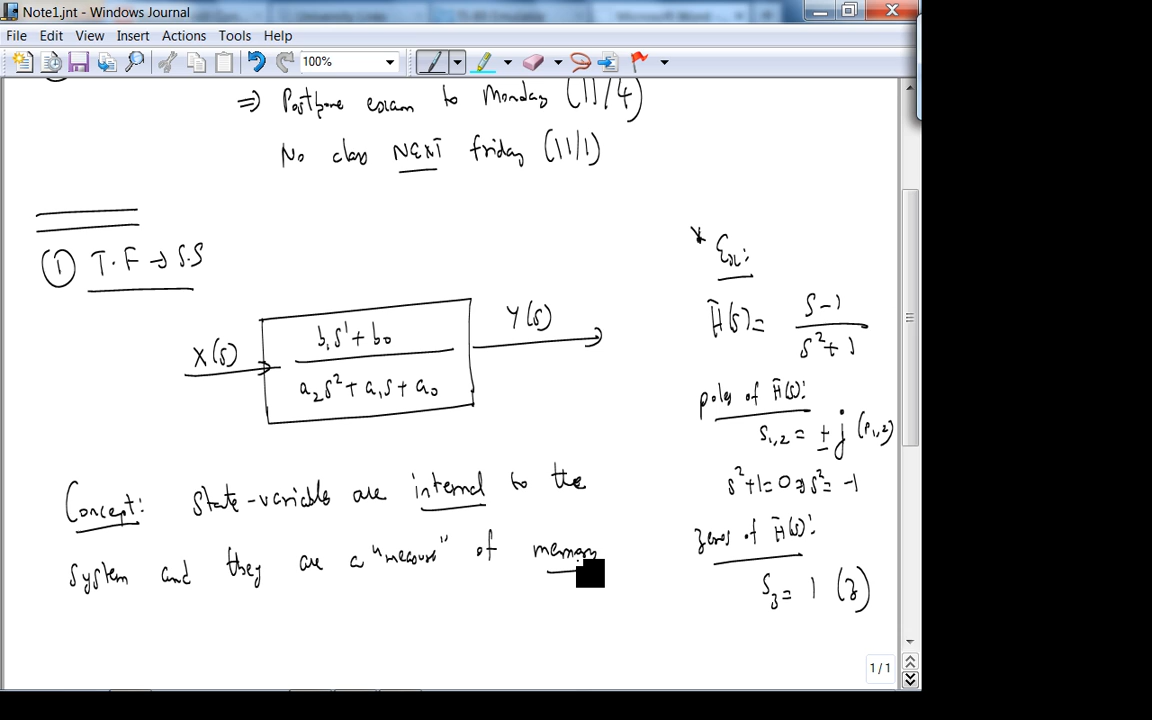 Note1.jnt - Windows Journal
File Edit View Insert Actions Tools Help
100%
⇒ Postpone exam to Monday (11/4)
No class NEXT friday (11/1)
① T.F → S.S
X(s)
b₁s¹ + b₀
a₂s² + a₁s + a₀
Y(s)
Concept: State-variable are internal to the
system and they are a "measure" of memory
* Ex:
H(s) = s-1
s²+1
poles of H(s):
s₁,₂ = ± j (p₁,₂)
s²+1=0 ⇒ s² = -1
zeros of H(s):
s₃ = 1 (z)
1 / 1